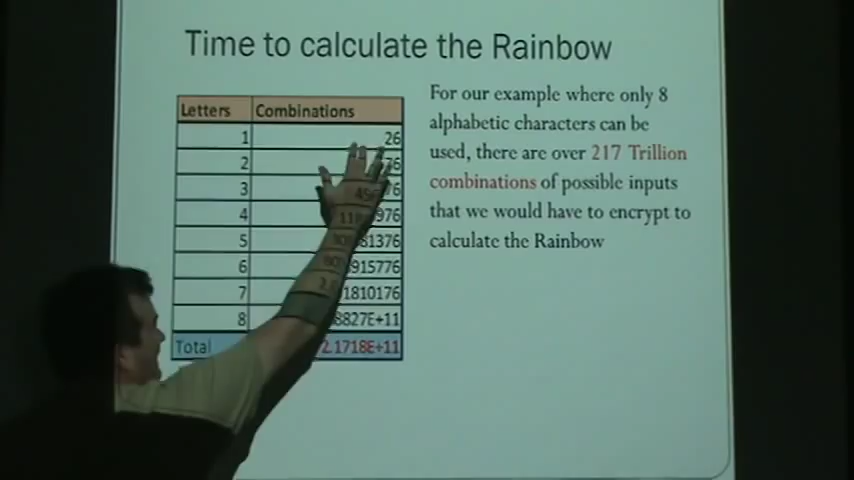 Time to calculate the Rainbow
Letters Combinations
1 26
2 76
3 76
4 976
5 81376
6 915776
7 1810176
8 8827E+11
Total 2.1718E+11
For our example where only 8
alphabetic characters can be
used, there are over 217 Trillion
combinations of possible inputs
that we would have to encrypt to
calculate the Rainbow